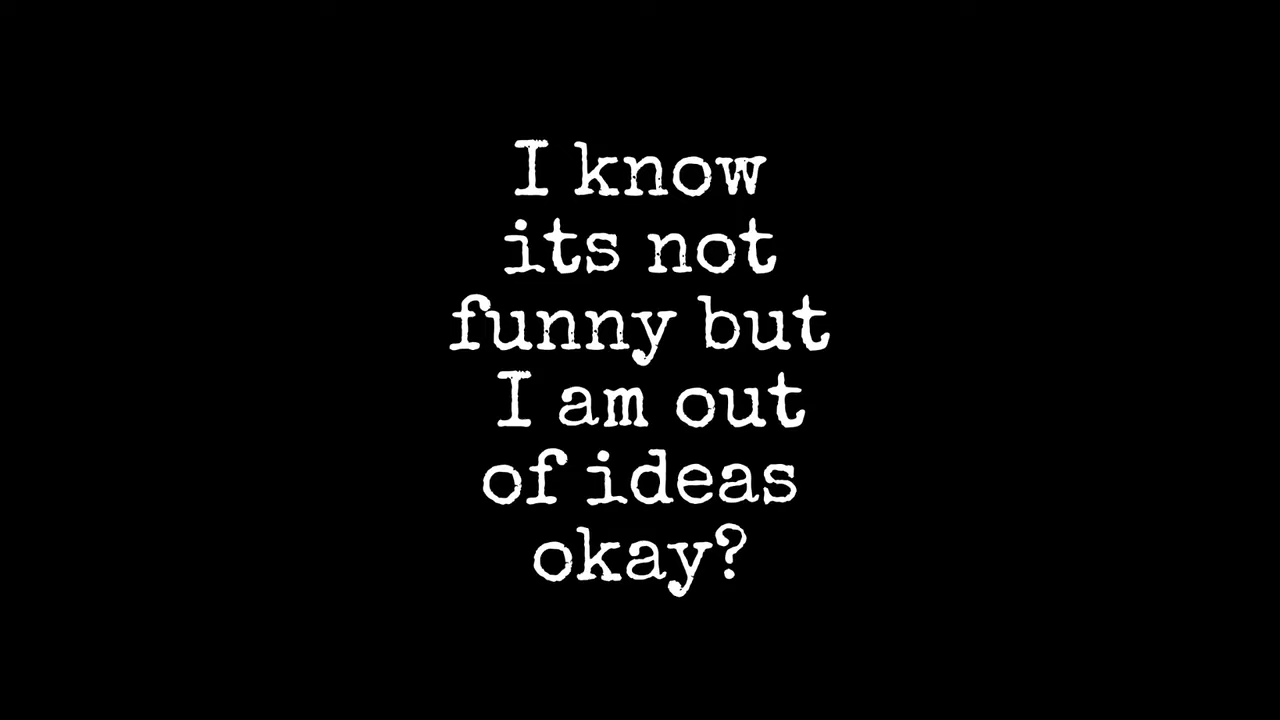 I know
its not
funny but
I am out
of ideas
okay?